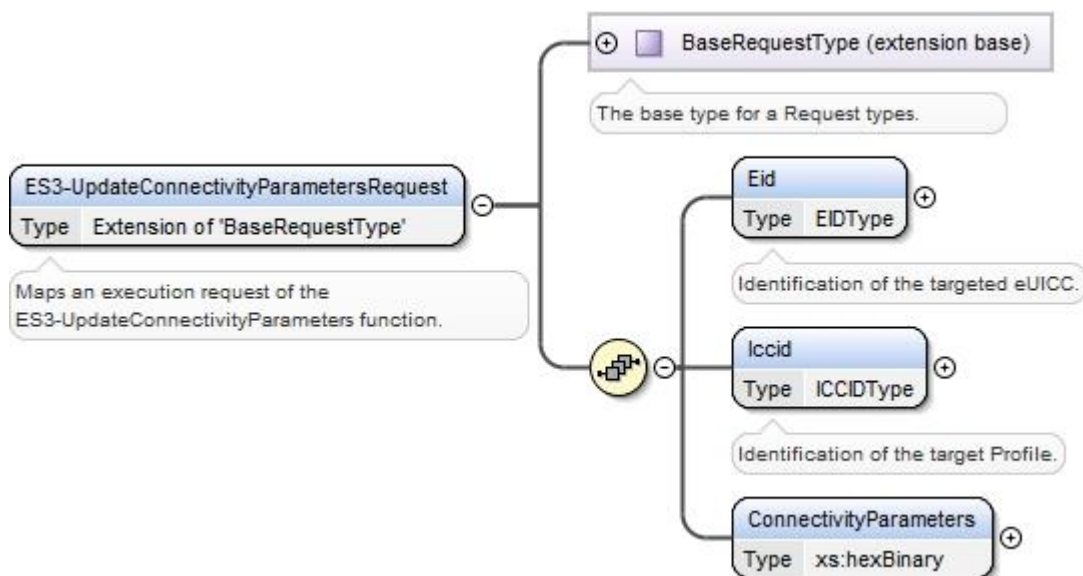 BaseRequestType (extension base)
The base type for a Request types.
ES3-UpdateConnectivityParametersRequest
Type Extension of 'BaseRequestType'
Maps an execution request of the
ES3-UpdateConnectivityParameters function.
Eid
Type EIDType
Identification of the targeted eUICC.
Iccid
Type ICCIDType
Identification of the target Profile.
ConnectivityParameters
Type xs:hexBinary